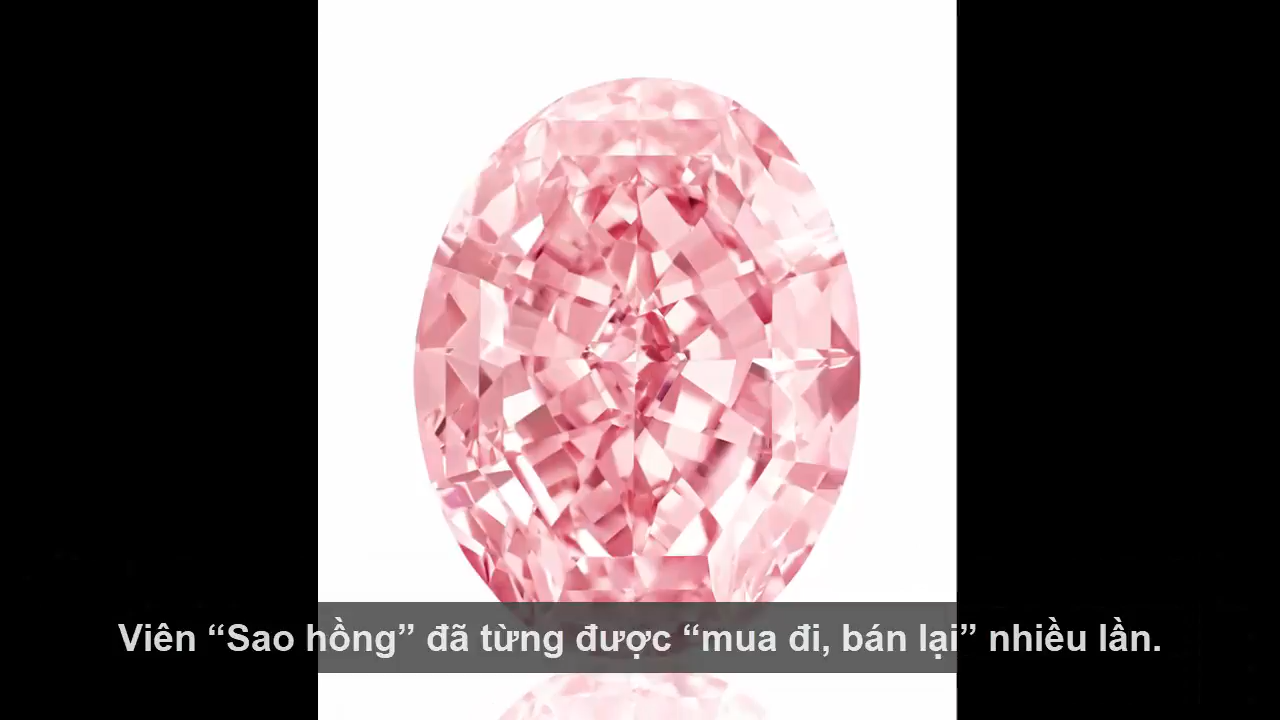 Viên “Sao hồng” đã từng được “mua đi, bán lại” nhiều lần.